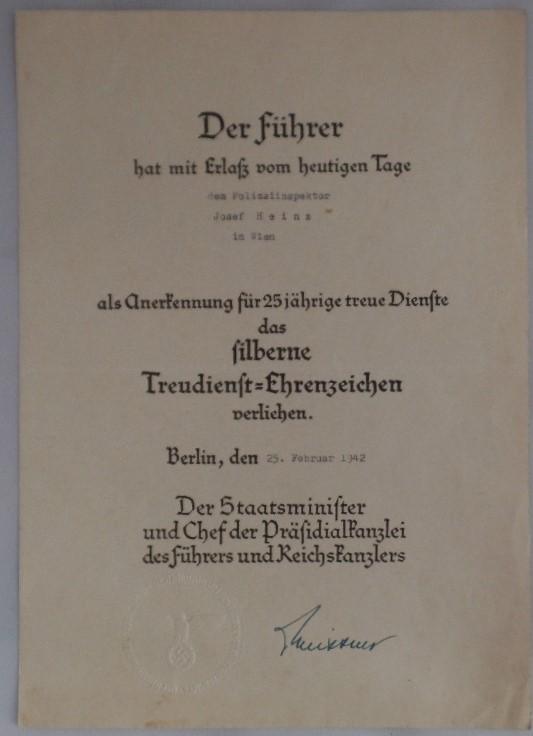 Der Führer
hat mit Erlaß vom heutigen Tage
dem Polizeiinspektor
Josef H e i n z
in Wien
als Anerkennung für 25 jährige treue Dienste
das
silberne
Treudienst=Ehrenzeichen
verliehen.
Berlin, den 25. Februar 1942
Der Staatsminister
und Chef der Präsidialkanzlei
des Führers und Reichskanzlers